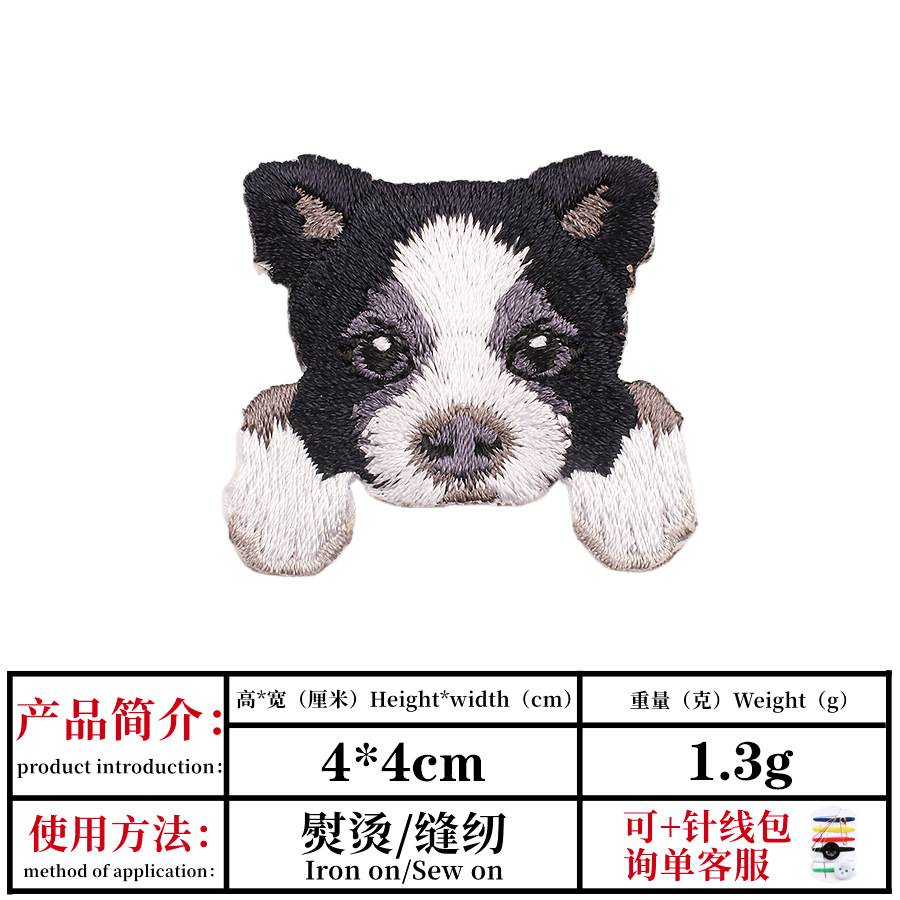 产品简介：
product introduction:
高*宽（厘米）Height*width（cm）
重量（克）Weight（g）
4*4cm
1.3g
使用方法：
method of application:
熨烫/缝纫
Iron on/Sew on
可+针线包
询单客服